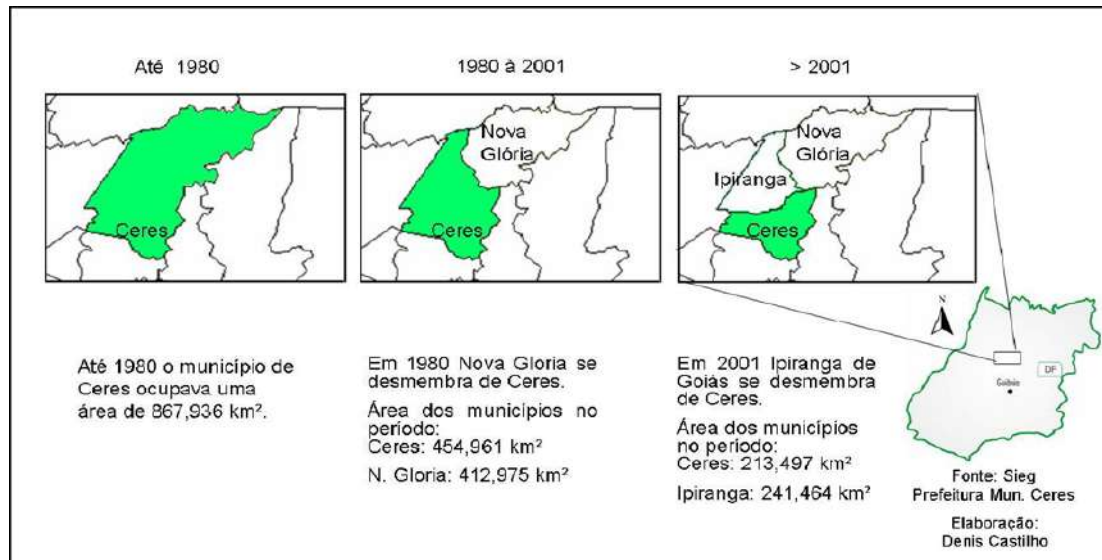 Até 1980
1980 à 2001
> 2001
Ceres
Nova
Glória
Ceres
Nova
Glória
Ipiranga
Ceres
Até 1980 o município de
Ceres ocupava uma
área de 867,936 km².
Em 1980 Nova Gloria se
desmembra de Ceres.
Área dos municípios no
período:
Ceres: 454,961 km²
N. Gloria: 412,975 km²
Em 2001 Ipiranga de
Goiás se desmembra
de Ceres.
Área dos municípios
no periodo:
Ceres: 213,497 km²
Ipiranga: 241,464 km²
N
DF
Goiânia
Fonte: Sieg
Prefeitura Mun. Ceres
Elaboração:
Denis Castilho